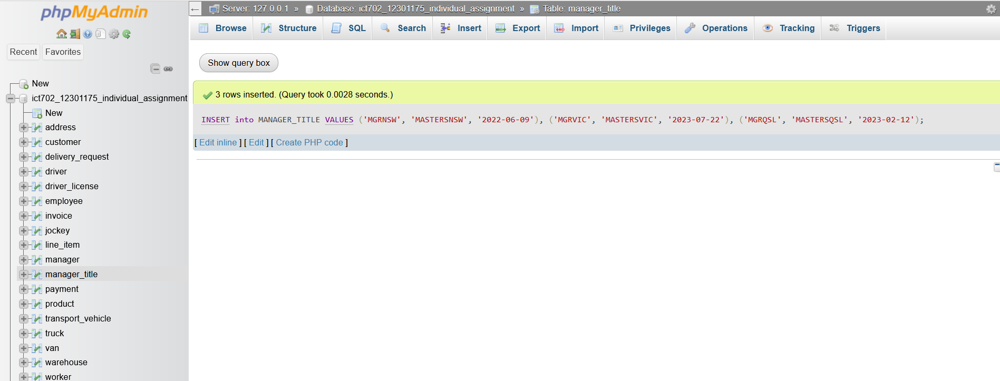 phpMyAdmin
Recent Favorites
New
ict702_12301175_individual_assignment
New
address
customer
delivery_request
driver
driver_license
employee
invoice
jockey
line_item
manager
manager_title
payment
product
transport_vehicle
truck
van
warehouse
worker
Server: 127.0.0.1 » Database: ict702_12301175_individual_assignment » Table: manager_title
Browse Structure SQL Search Insert Export Import Privileges Operations Tracking Triggers
Show query box
3 rows inserted. (Query took 0.0028 seconds.)
INSERT into MANAGER_TITLE VALUES ('MGRNSW', 'MASTERSNSW', '2022-06-09'), ('MGRVIC', 'MASTERSVIC', '2023-07-22'), ('MGRQSL', 'MASTERSQSL', '2023-02-12');
[ Edit inline ] [ Edit ] [ Create PHP code ]